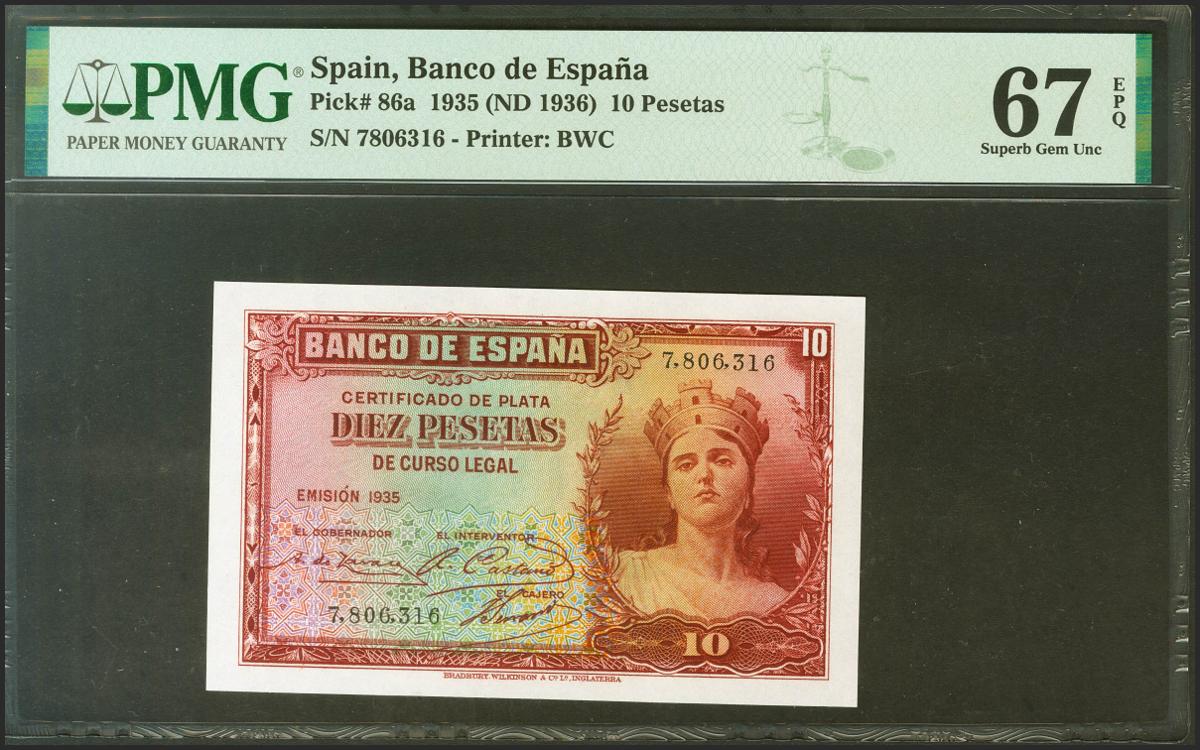 PMG®
PAPER MONEY GUARANTY
Spain, Banco de España
Pick# 86a 1935 (ND 1936) 10 Pesetas
S/N 7806316 - Printer: BWC
67
EPQ
Superb Gem Unc
BANCO DE ESPAÑA
7,806,316
10
CERTIFICADO DE PLATA
DIEZ PESETAS
DE CURSO LEGAL
EMISIÓN 1935
EL GOBERNADOR
EL INTERVENTOR
EL CAJERO
7,806,316
10
BRADBURY, WILKINSON & Cº Lᴰ, INGLATERRA